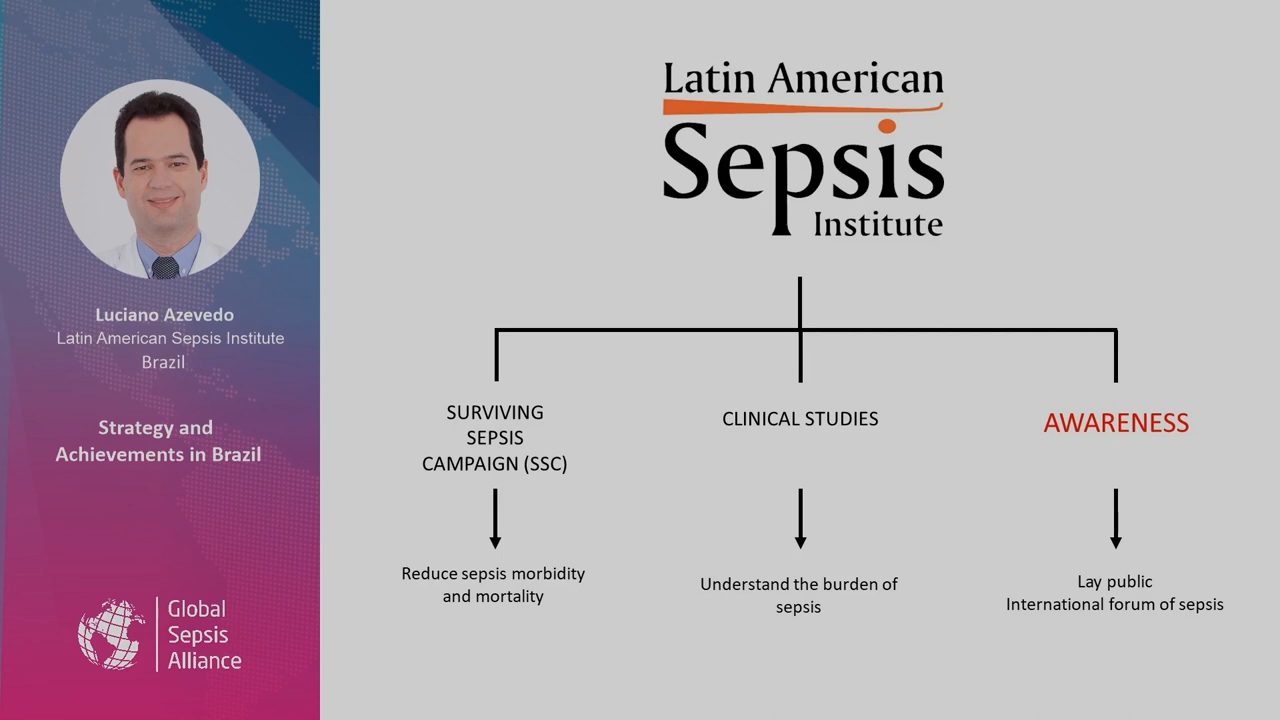 Luciano Azevedo
Latin American Sepsis Institute
Brazil
Strategy and
Achievements in Brazil
Global
Sepsis
Alliance
Latin American
Sepsis
Institute
SURVIVING
SEPSIS
CAMPAIGN (SSC)
CLINICAL STUDIES
AWARENESS
Reduce sepsis morbidity
and mortality
Understand the burden of
sepsis
Lay public
International forum of sepsis